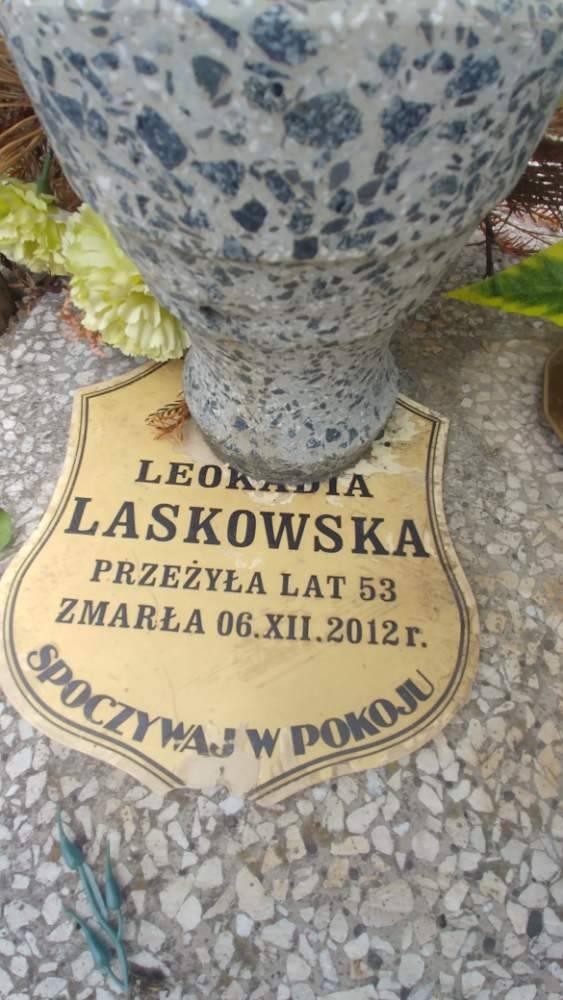 LEOKADIA
LASKOWSKA
PRZEŻYŁA LAT 53
ZMARŁA 06.XII.2012 r.
SPOCZYWAJ W POKOJU